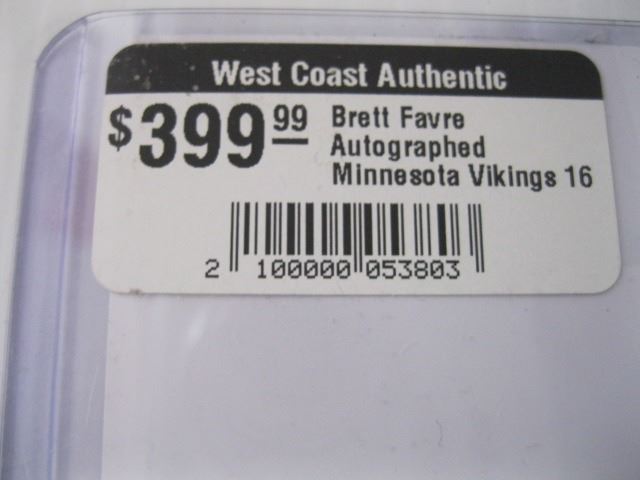 West Coast Authentic
$399.99 Brett Favre
Autographed
Minnesota Vikings 16
2 100000 053803